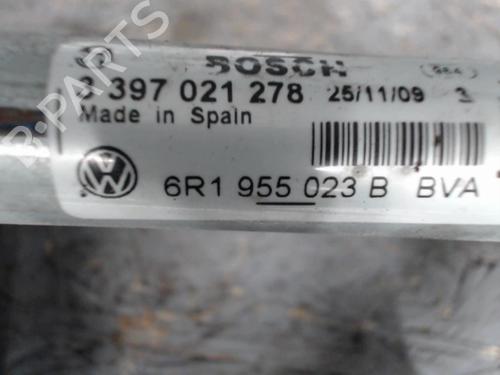 BOSCH
3 397 021 278 25/11/09 3
Made in Spain
6R1 955 023 B BVA
B-PARTS